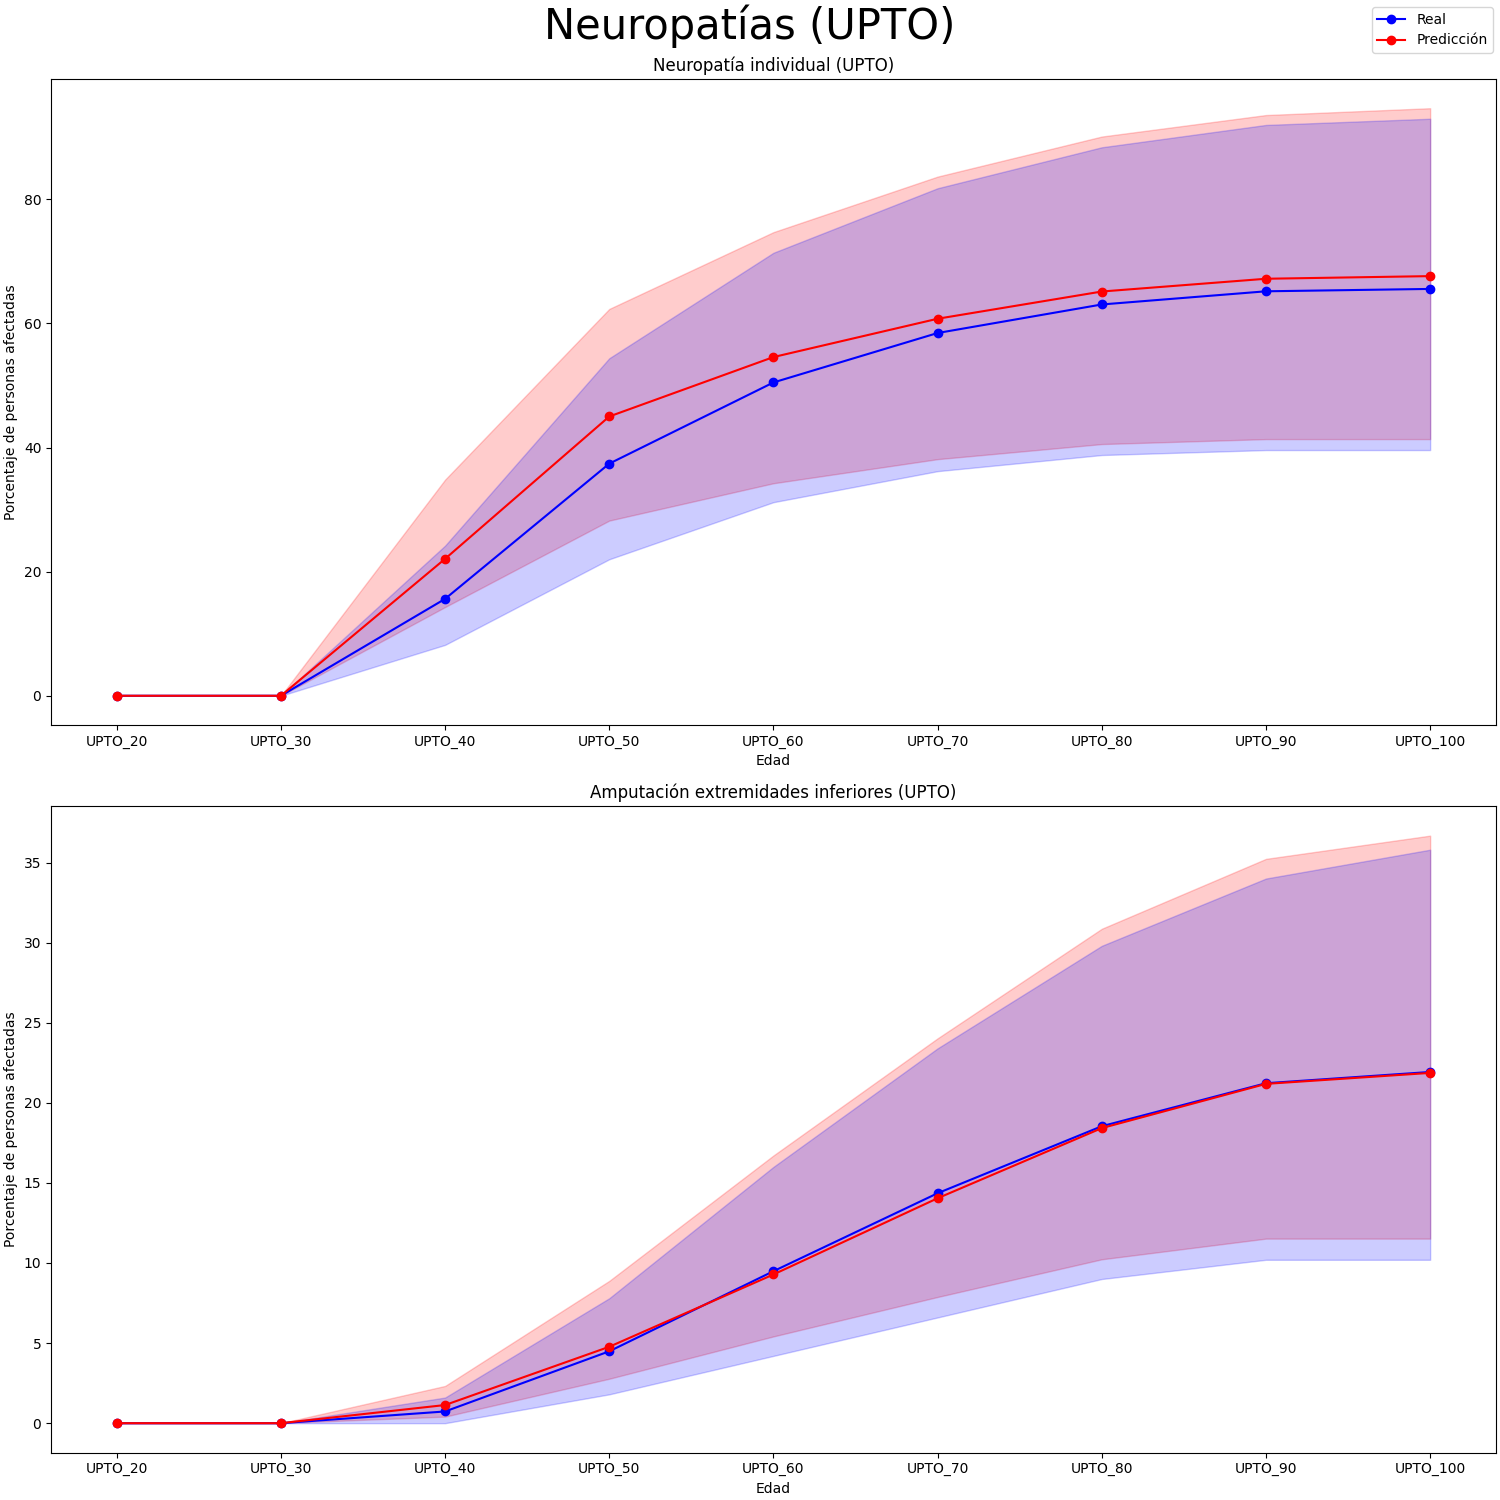 Neuropatías (UPTO)
Real
Predicción
Neuropatía individual (UPTO)
Porcentaje de personas afectadas
80
60
40
20
0
UPTO_20 UPTO_30 UPTO_40 UPTO_50 UPTO_60 UPTO_70 UPTO_80 UPTO_90 UPTO_100
Edad
Amputación extremidades inferiores (UPTO)
Porcentaje de personas afectadas
35
30
25
20
15
10
5
0
UPTO_20 UPTO_30 UPTO_40 UPTO_50 UPTO_60 UPTO_70 UPTO_80 UPTO_90 UPTO_100
Edad